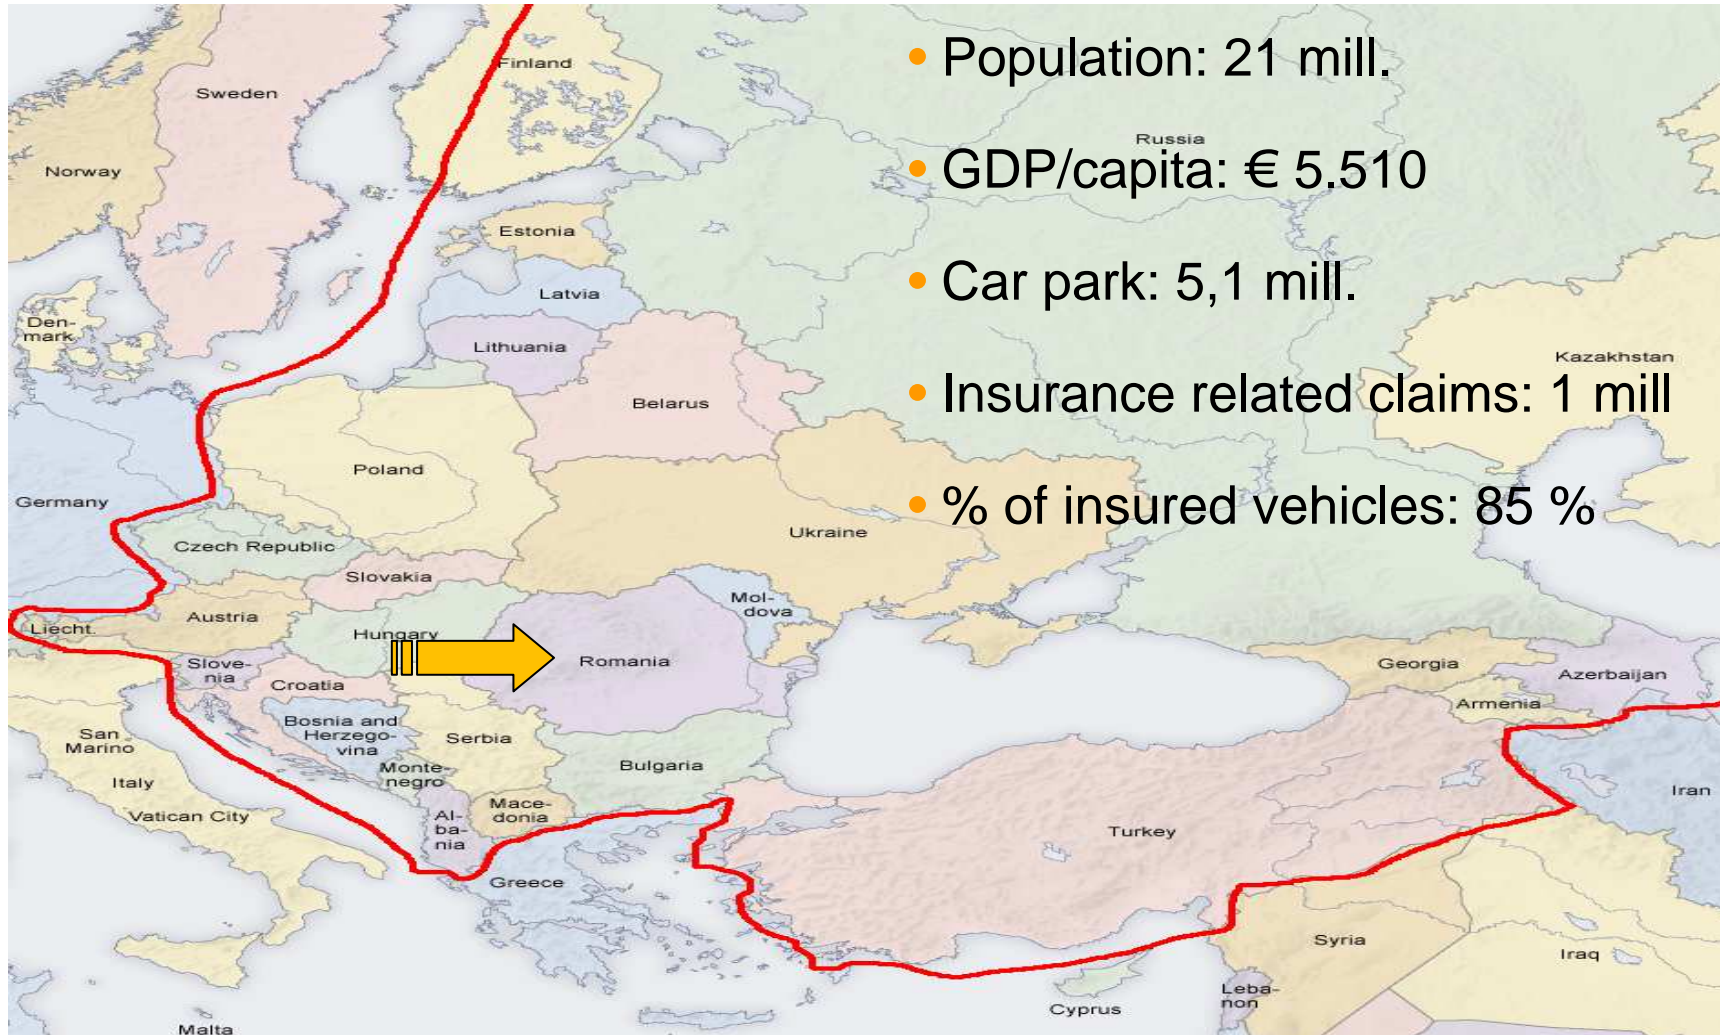 • Population: 21 mill.
• GDP/capita: € 5.510
• Car park: 5,1 mill.
• Insurance related claims: 1 mill
• % of insured vehicles: 85 %
Finland
Sweden
Russia
Norway
Estonia
Latvia
Den-
mark
Lithuania
Kazakhstan
Belarus
Poland
Germany
Ukraine
Czech Republic
Slovakia
Mol-
dova
Austria
Liecht.
Hungary
Romania
Slove-
nia
Croatia
Georgia
Azerbaijan
Armenia
Bosnia and
Herzego-
vina
San
Marino
Serbia
Monte-
negro
Bulgaria
Italy
Iran
Vatican City
Mace-
donia
Al-
ba-
nia
Turkey
Greece
Syria
Iraq
Leba-
non
Cyprus
Malta